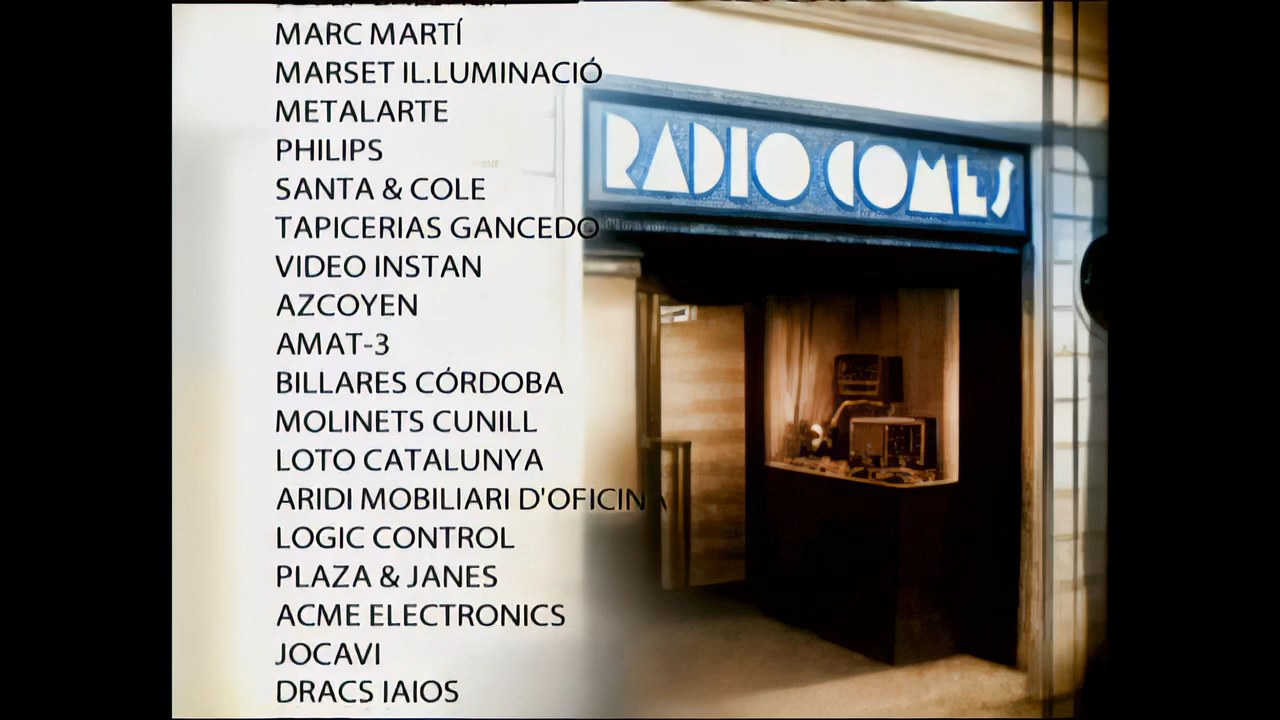 MARC MARTÍ
MARSET IL.LUMINACIÓ
METALARTE
PHILIPS
SANTA & COLE
TAPICERIAS GANCEDO
VIDEO INSTAN
AZCOYEN
AMAT-3
BILLARES CÓRDOBA
MOLINETS CUNILL
LOTO CATALUNYA
ARIDI MOBILIARI D'OFICINA
LOGIC CONTROL
PLAZA & JANES
ACME ELECTRONICS
JOCAVI
DRACS IAIOS
RADIO COMES